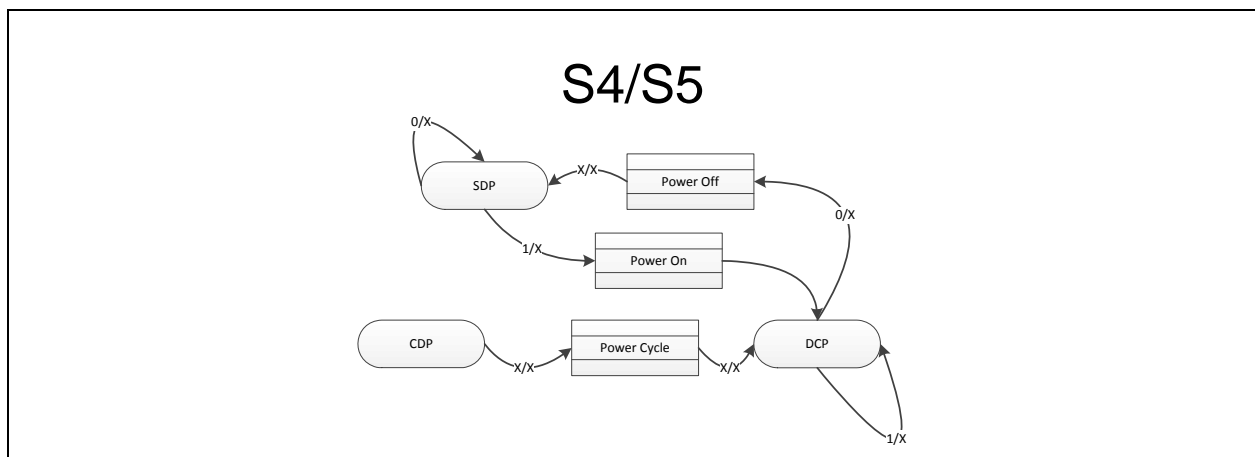 S4/S5
0/X
SDP
X/X
Power Off
0/X
1/X
Power On
CDP
X/X
Power Cycle
X/X
DCP
1/X